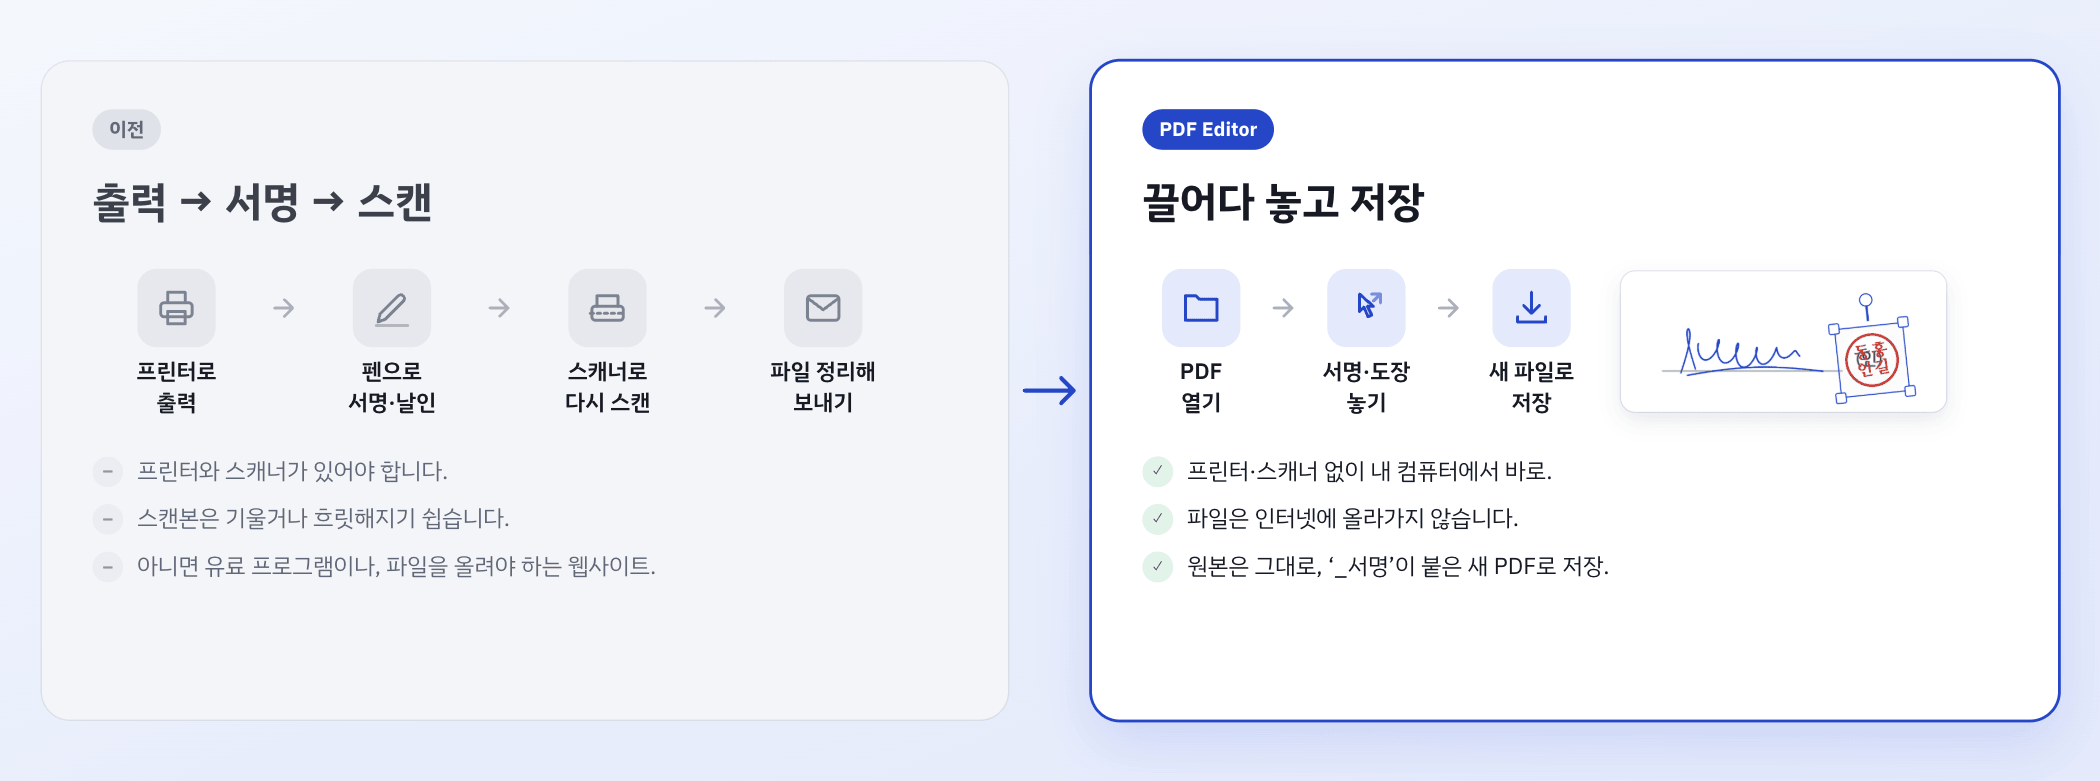 이전
출력 → 서명 → 스캔
프린터로
출력
→
펜으로
서명·날인
→
스캐너로
다시 스캔
→
파일 정리해
보내기
프린터와 스캐너가 있어야 합니다.
스캔본은 기울거나 흐릿해지기 쉽습니다.
아니면 유료 프로그램이나, 파일을 올려야 하는 웹사이트.
PDF Editor
끌어다 놓고 저장
PDF
열기
→
서명·도장
놓기
→
새 파일로
저장
✓ 프린터·스캐너 없이 내 컴퓨터에서 바로.
✓ 파일은 인터넷에 올라가지 않습니다.
✓ 원본은 그대로, ‘_서명’이 붙은 새 PDF로 저장.